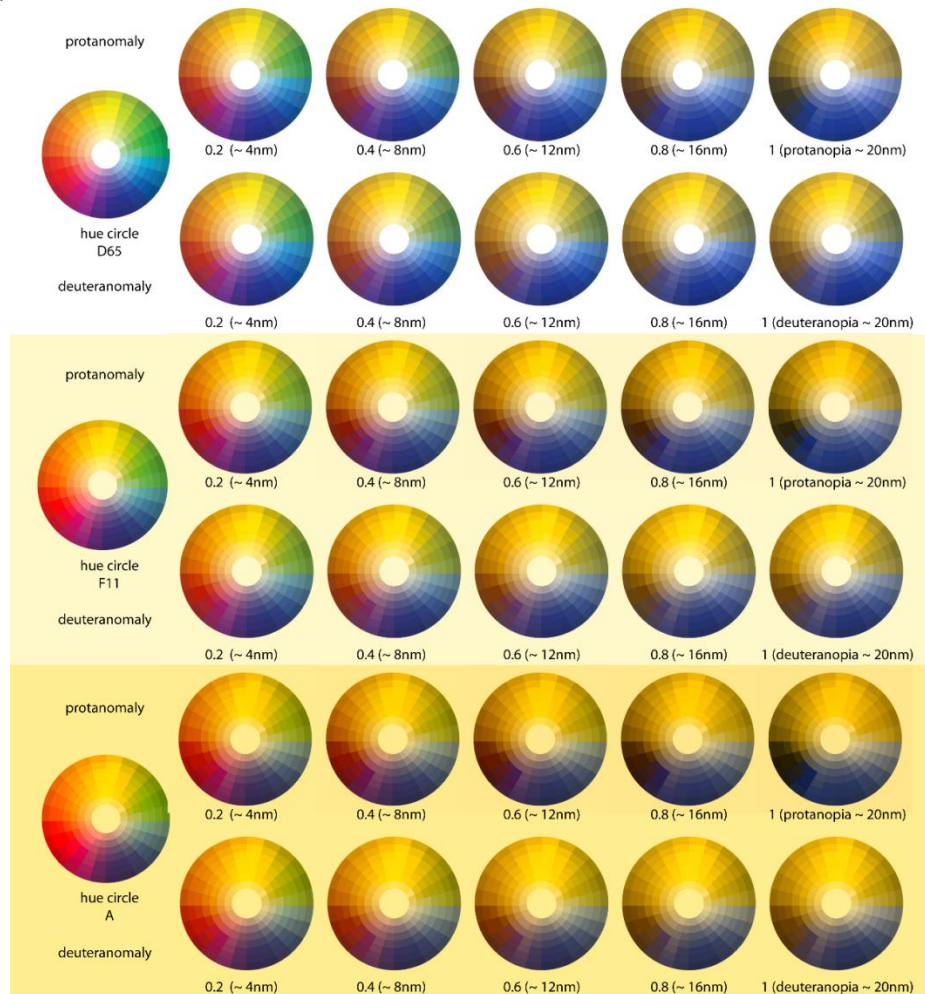 protanomaly
0.2 (~ 4nm) 0.4 (~ 8nm) 0.6 (~ 12nm) 0.8 (~ 16nm) 1 (protanopia ~ 20nm)
hue circle
D65
deuteranomaly
0.2 (~ 4nm) 0.4 (~ 8nm) 0.6 (~ 12nm) 0.8 (~ 16nm) 1 (deuteranopia ~ 20nm)
protanomaly
0.2 (~ 4nm) 0.4 (~ 8nm) 0.6 (~ 12nm) 0.8 (~ 16nm) 1 (protanopia ~ 20nm)
hue circle
F11
deuteranomaly
0.2 (~ 4nm) 0.4 (~ 8nm) 0.6 (~ 12nm) 0.8 (~ 16nm) 1 (deuteranopia ~ 20nm)
protanomaly
0.2 (~ 4nm) 0.4 (~ 8nm) 0.6 (~ 12nm) 0.8 (~ 16nm) 1 (protanopia ~ 20nm)
hue circle
A
deuteranomaly
0.2 (~ 4nm) 0.4 (~ 8nm) 0.6 (~ 12nm) 0.8 (~ 16nm) 1 (deuteranopia ~ 20nm)